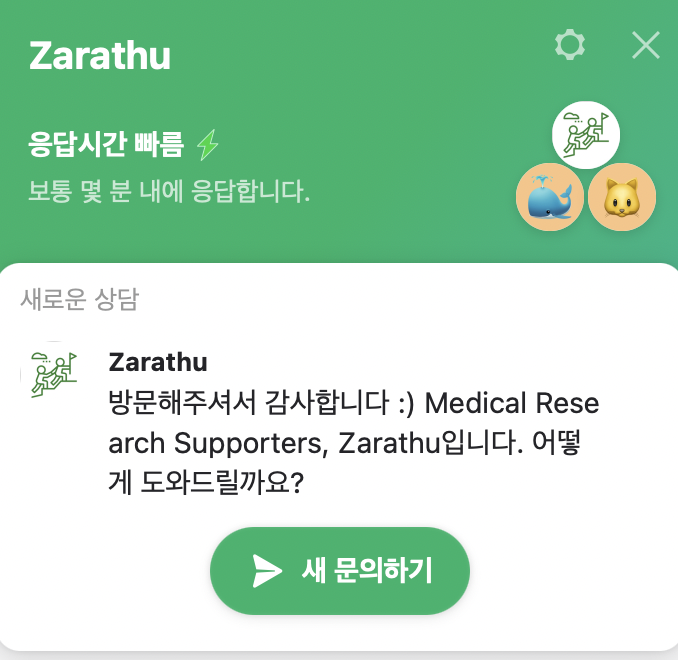 Zarathu
응답시간 빠름
보통 몇 분 내에 응답합니다.
새로운 상담
Zarathu
방문해주셔서 감사합니다 :) Medical Rese
arch Supporters, Zarathu입니다. 어떻
게 도와드릴까요?
새 문의하기